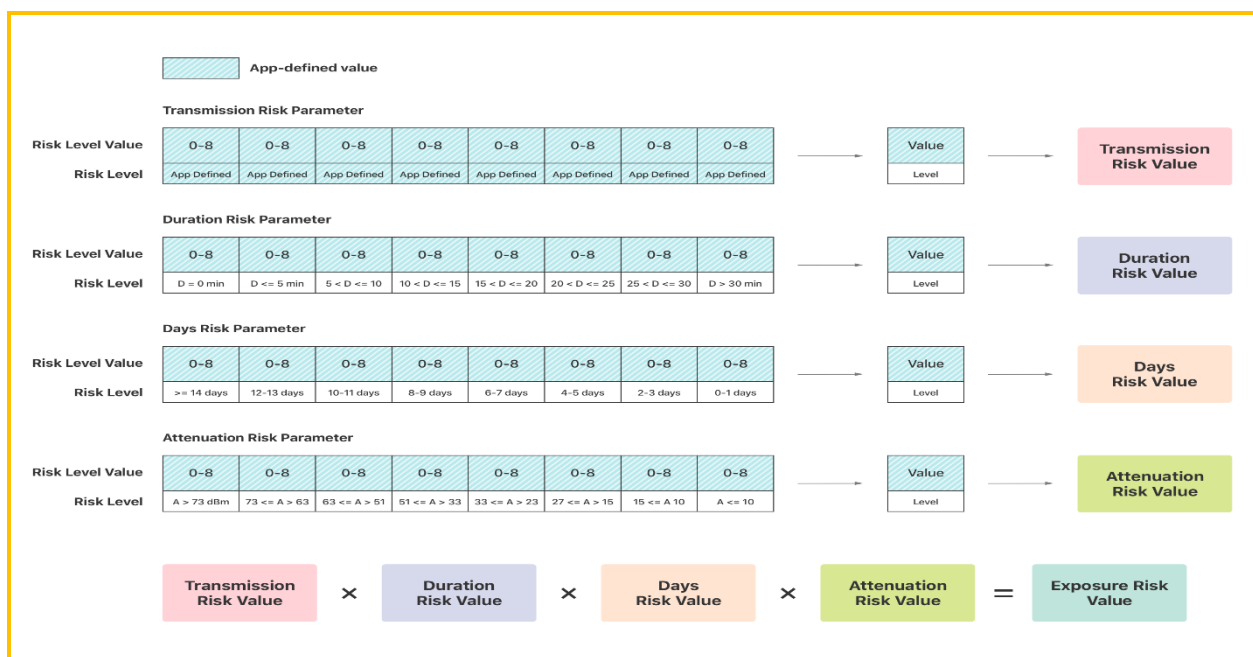 App-defined value
Transmission Risk Parameter
Risk Level Value 0-8 0-8 0-8 0-8 0-8 0-8 0-8 0-8 Value
Risk Level App Defined App Defined App Defined App Defined App Defined App Defined App Defined App Defined Level
Transmission
Risk Value
Duration Risk Parameter
Risk Level Value 0-8 0-8 0-8 0-8 0-8 0-8 0-8 0-8 Value
Risk Level D = 0 min D <= 5 min 5 < D <= 10 10 < D <= 15 15 < D <= 20 20 < D <= 25 25 < D <= 30 D > 30 min Level
Duration
Risk Value
Days Risk Parameter
Risk Level Value 0-8 0-8 0-8 0-8 0-8 0-8 0-8 0-8 Value
Risk Level >= 14 days 12-13 days 10-11 days 8-9 days 6-7 days 4-5 days 2-3 days 0-1 days Level
Days
Risk Value
Attenuation Risk Parameter
Risk Level Value 0-8 0-8 0-8 0-8 0-8 0-8 0-8 0-8 Value
Risk Level A > 73 dBm 73 <= A > 63 63 <= A > 51 51 <= A > 33 33 <= A > 23 27 <= A > 15 15 <= A 10 A <= 10 Level
Attenuation
Risk Value
Transmission Risk Value × Duration Risk Value × Days Risk Value × Attenuation Risk Value = Exposure Risk Value